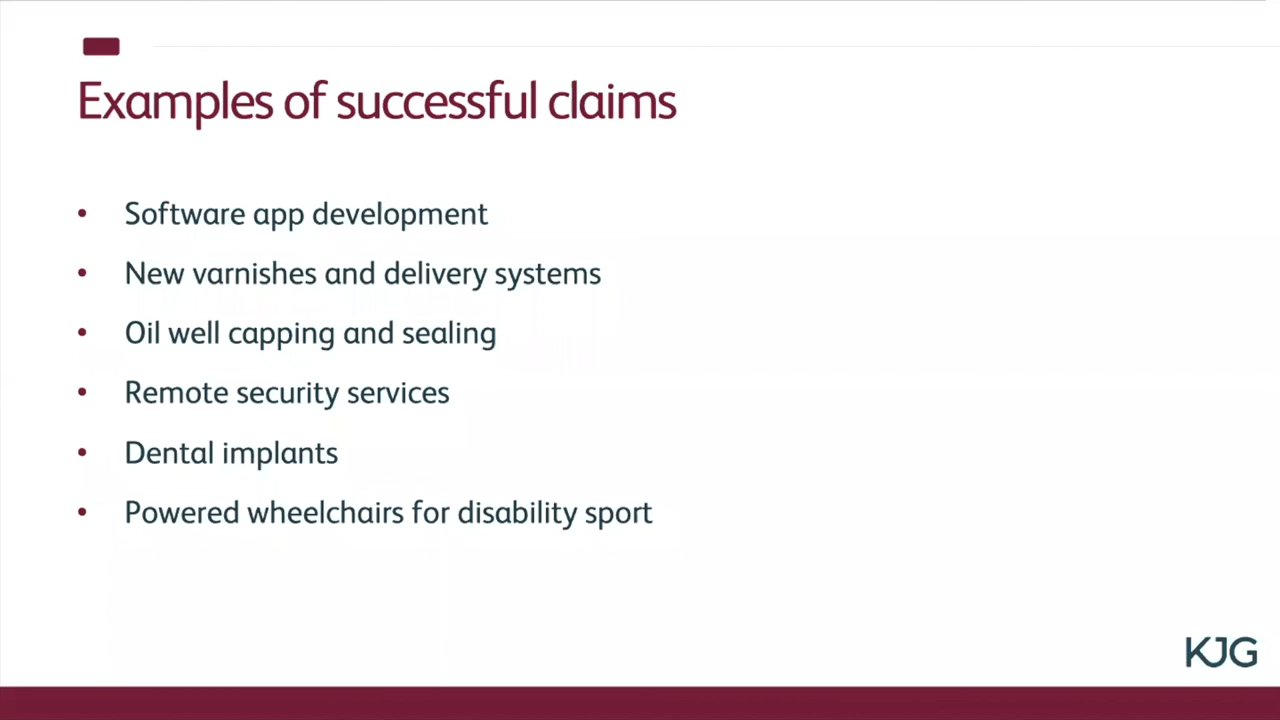 Examples of successful claims
• Software app development
• New varnishes and delivery systems
• Oil well capping and sealing
• Remote security services
• Dental implants
• Powered wheelchairs for disability sport
KJG